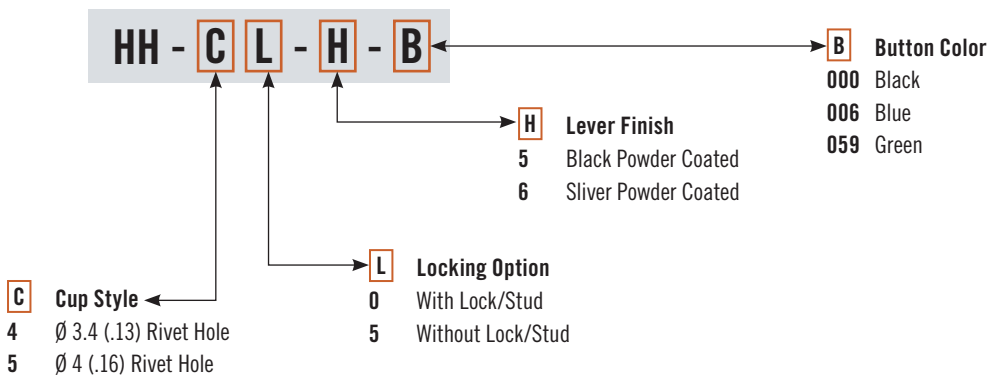 HH - C L - H - B
B Button Color
000 Black
006 Blue
059 Green
H Lever Finish
5 Black Powder Coated
6 Sliver Powder Coated
L Locking Option
0 With Lock/Stud
5 Without Lock/Stud
C Cup Style
4 Ø 3.4 (.13) Rivet Hole
5 Ø 4 (.16) Rivet Hole